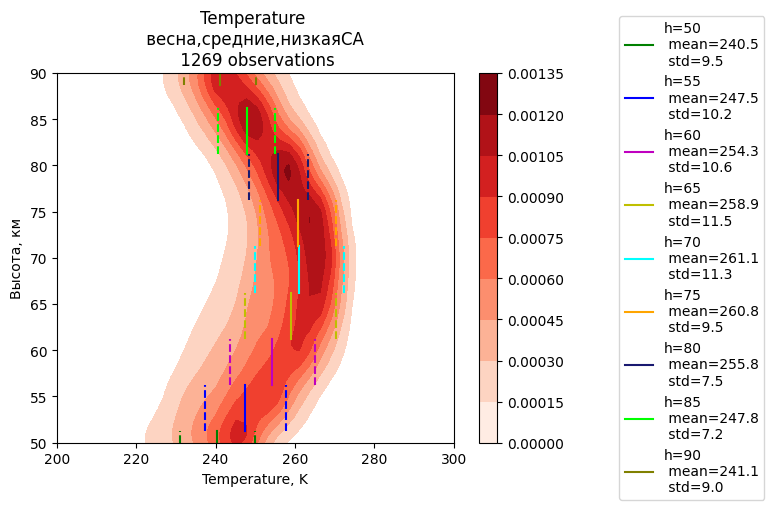 Temperature
весна,средние,низкаяСА
1269 observations
90
85
80
75
70
65
60
55
50
Высота, км
200
220
240
260
280
300
Temperature, K
0.00135
0.00120
0.00105
0.00090
0.00075
0.00060
0.00045
0.00030
0.00015
0.00000
h=50
mean=240.5
std=9.5
h=55
mean=247.5
std=10.2
h=60
mean=254.3
std=10.6
h=65
mean=258.9
std=11.5
h=70
mean=261.1
std=11.3
h=75
mean=260.8
std=9.5
h=80
mean=255.8
std=7.5
h=85
mean=247.8
std=7.2
h=90
mean=241.1
std=9.0